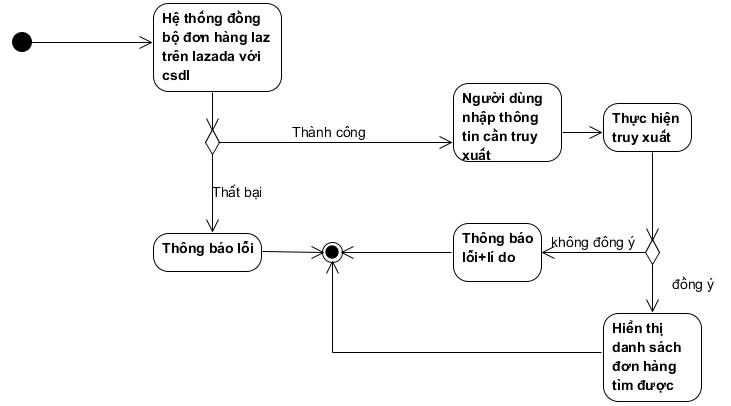 Hệ thống đồng
bộ đơn hàng laz
trên lazada với
csdl
Thành công
Người dùng
nhập thông
tin cần truy
xuất
Thực hiện
truy xuất
Thất bại
Thông báo lỗi
Thông báo
lỗi+lí do
không đông ý
đồng ý
Hiển thị
danh sách
đơn hàng
tìm được